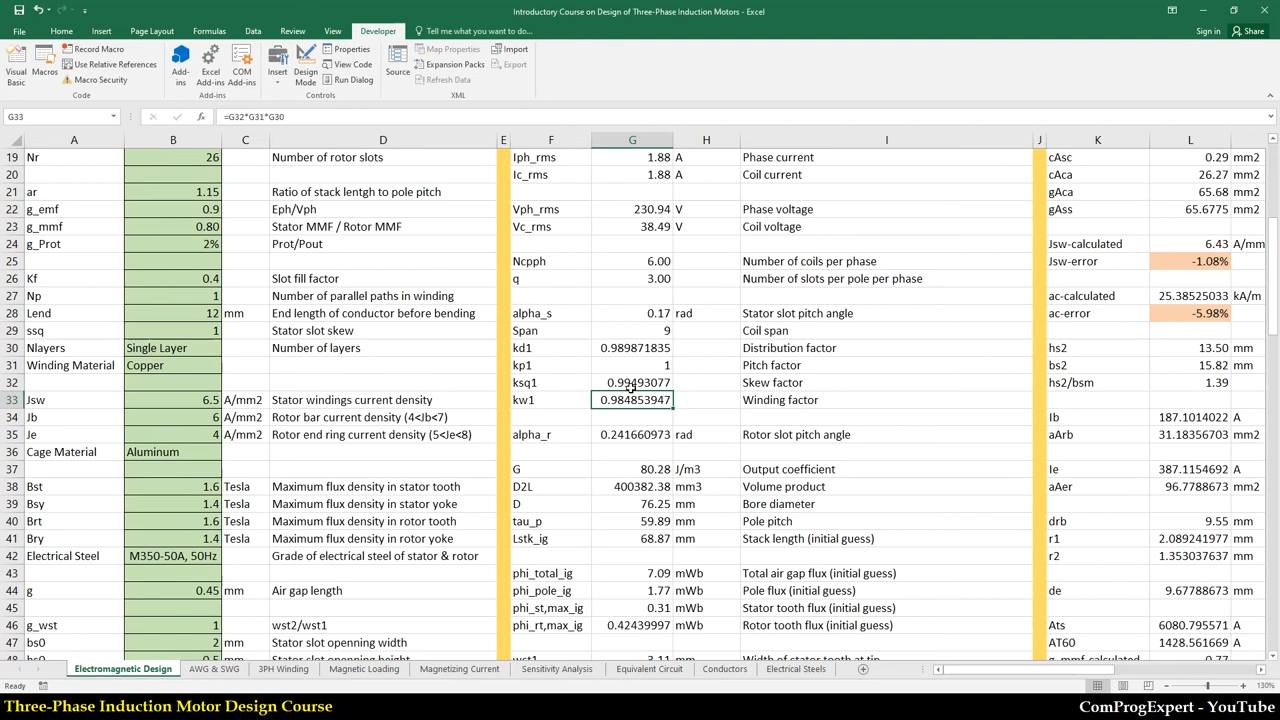 Introductory Course on Design of Three-Phase Induction Motors - Excel
File Home Insert Page Layout Formulas Data Review View Developer Tell me what you want to do... Sign in Share
Visual Basic Macros Record Macro Use Relative References Macro Security Add-ins Excel Add-ins COM Add-ins Insert Design Mode Properties View Code Run Dialog Source Map Properties Expansion Packs Refresh Data Import Export
Code Add-ins Controls XML
G33 fx =G32*G31*G30
A B C D E F G H I J K L
19 Nr 26 Number of rotor slots Iph_rms 1.88 A Phase current cAsc 0.29 mm2
20 Ic_rms 1.88 A Coil current cAca 26.27 mm2
21 ar 1.15 Ratio of stack lentgh to pole pitch gAca 65.68 mm2
22 g_emf 0.9 Eph/Vph Vph_rms 230.94 V Phase voltage gAss 65.6775 mm2
23 g_mmf 0.80 Stator MMF / Rotor MMF Vc_rms 38.49 V Coil voltage
24 g_Prot 2% Prot/Pout Jsw-calculated 6.43 A/mm
25 Ncpph 6.00 Number of coils per phase Jsw-error -1.08%
26 Kf 0.4 Slot fill factor q 3.00 Number of slots per pole per phase
27 Np 1 Number of parallel paths in winding ac-calculated 25.38525033 kA/m
28 Lend 12 mm End length of conductor before bending alpha_s 0.17 rad Stator slot pitch angle ac-error -5.98%
29 ssq 1 Stator slot skew Span 9 Coil span
30 Nlayers Single Layer Number of layers kd1 0.989871835 Distribution factor hs2 13.50 mm
31 Winding Material Copper kp1 1 Pitch factor bs2 15.82 mm
32 ksq1 0.99493077 Skew factor hs2/bsm 1.39
33 Jsw 6.5 A/mm2 Stator windings current density kw1 0.984853947 Winding factor
34 Jb 6 A/mm2 Rotor bar current density (4<Jb<7) Ib 187.1014022 A
35 Je 4 A/mm2 Rotor end ring current density (5<Je<8) alpha_r 0.241660973 rad Rotor slot pitch angle aArb 31.18356703 mm2
36 Cage Material Aluminum
37 G 80.28 J/m3 Output coefficient Ie 387.1154692 A
38 Bst 1.6 Tesla Maximum flux density in stator tooth D2L 400382.38 mm3 Volume product aAer 96.7788673 mm2
39 Bsy 1.4 Tesla Maximum flux density in stator yoke D 76.25 mm Bore diameter
40 Brt 1.6 Tesla Maximum flux density in rotor tooth tau_p 59.89 mm Pole pitch drb 9.55 mm
41 Bry 1.4 Tesla Maximum flux density in rotor yoke Lstk_ig 68.87 mm Stack length (initial guess) r1 2.089241977 mm
42 Electrical Steel M350-50A, 50Hz Grade of electrical steel of stator & rotor r2 1.353037637 mm
43 phi_total_ig 7.09 mWb Total air gap flux (initial guess)
44 g 0.45 mm Air gap length phi_pole_ig 1.77 mWb Pole flux (initial guess) de 9.67788673 mm
45 phi_st,max_ig 0.31 mWb Stator tooth flux (initial guess)
46 g_wst 1 wst2/wst1 phi_rt,max_ig 0.42439997 mWb Rotor tooth flux (initial guess) Ats 6080.795571 A
47 bs0 2 mm Stator slot openning width AT60 1428.561669 A
Electromagnetic Design AWG & SWG 3PH Winding Magnetic Loading Magnetizing Current Sensitivity Analysis Equivalent Circuit Conductors Electrical Steels
Ready 130%
Three-Phase Induction Motor Design Course ComProgExpert - YouTube